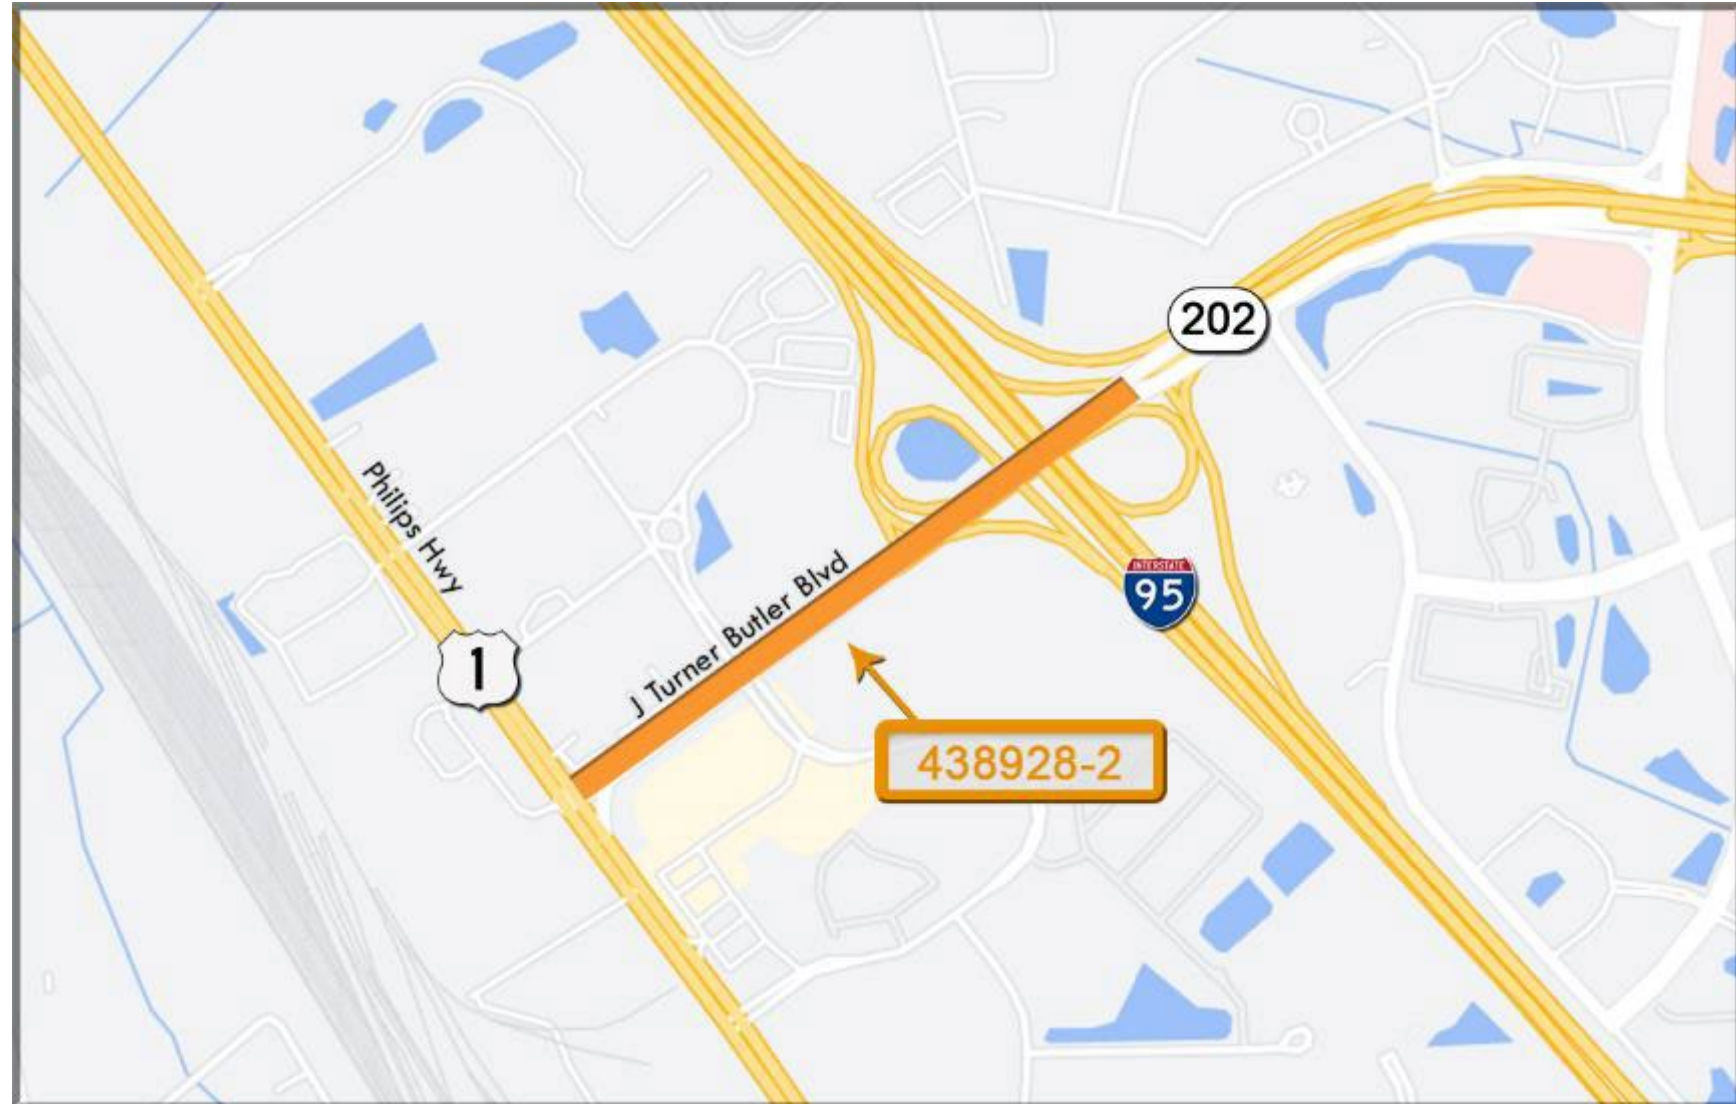 202
Philips Hwy
J Turner Butler Blvd
INTERSTATE
95
1
438928-2